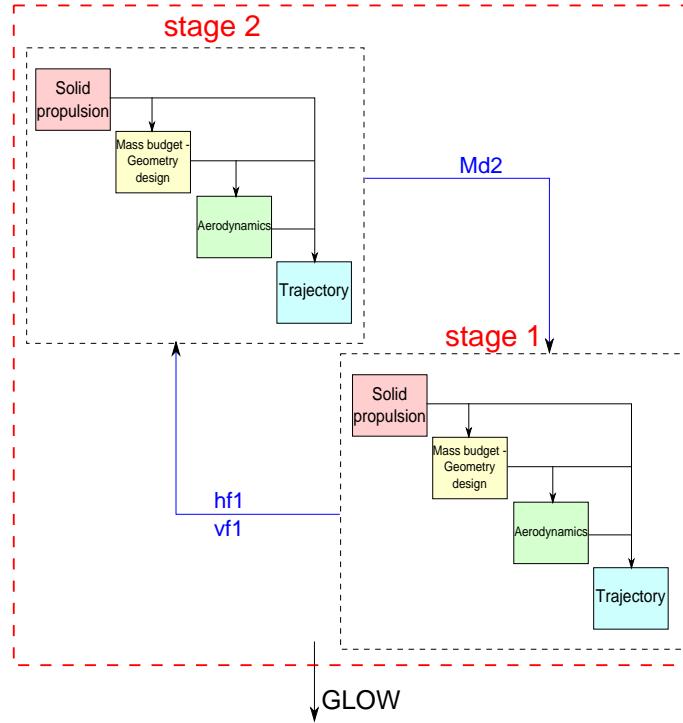 stage 2
Solid
propulsion
Mass budget -
Geometry
design
Aerodynamics
Trajectory
Md2
stage 1
Solid
propulsion
Mass budget -
Geometry
design
Aerodynamics
Trajectory
hf1
vf1
GLOW